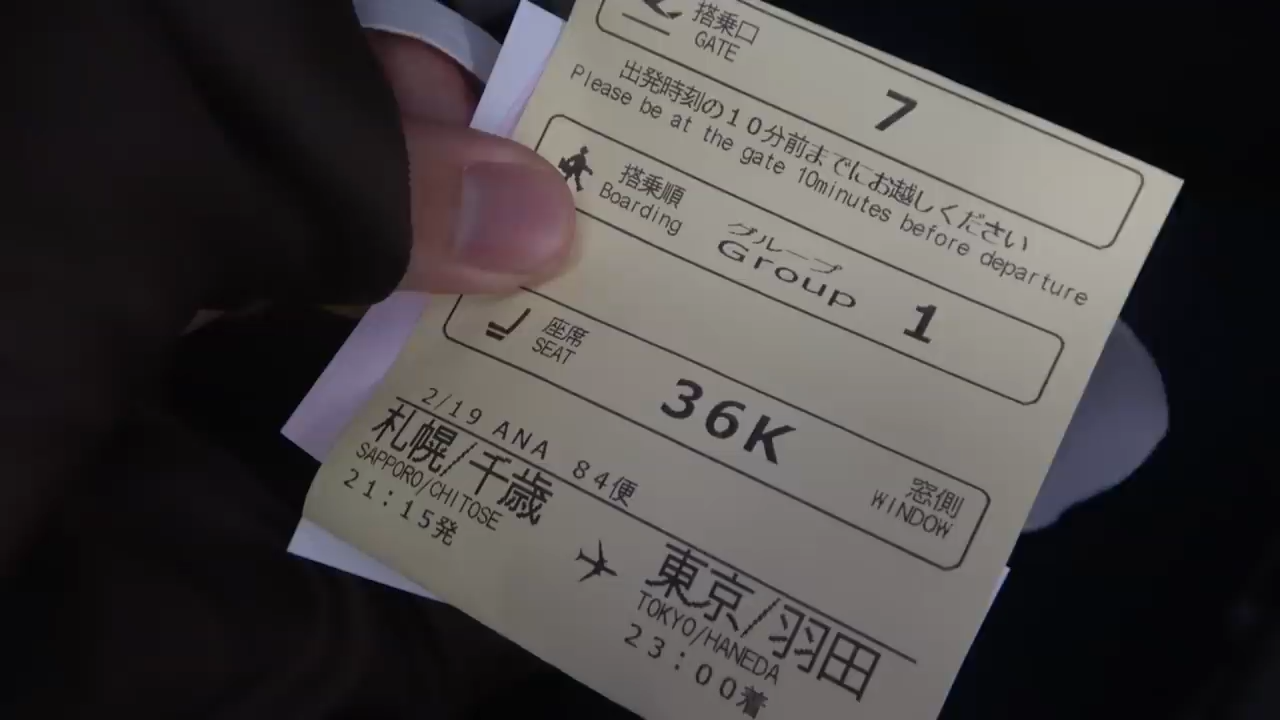 搭乗口
GATE
7
出発時刻の10分前までにお越しください
Please be at the gate 10minutes before departure
搭乗順
Boarding
グループ
Group 1
座席
SEAT
36K
窓側
WINDOW
2/19 ANA 84便
札幌/千歳
SAPPORO/CHITOSE
21:15発
東京/羽田
TOKYO/HANEDA
23:00着